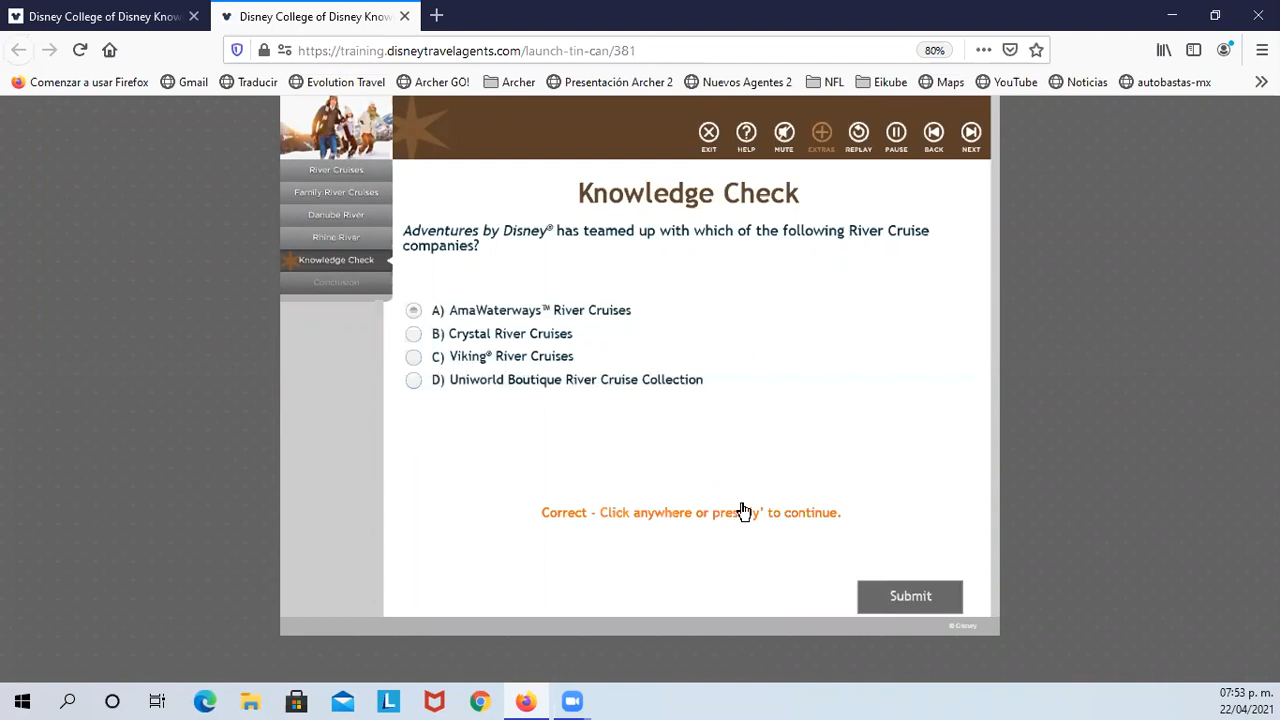 Disney College of Disney Know
Disney College of Disney Know
https://training.disneytravelagents.com/launch-tin-can/381
80%
Comenzar a usar Firefox
Gmail
Traducir
Evolution Travel
Archer GO!
Archer
Presentación Archer 2
Nuevos Agentes 2
NFL
Eikube
Maps
YouTube
Noticias
autobastas-mx
EXIT
HELP
MUTE
EXTRAS
REPLAY
PAUSE
BACK
NEXT
River Cruises
Family River Cruises
Danube River
Rhine River
Knowledge Check
Conclusion
Knowledge Check
Adventures by Disney® has teamed up with which of the following River Cruise
companies?
A) AmaWaterways™ River Cruises
B) Crystal River Cruises
C) Viking® River Cruises
D) Uniworld Boutique River Cruise Collection
Correct - Click anywhere or to continue.
Submit
© Disney
07:53 p. m.
22/04/2021